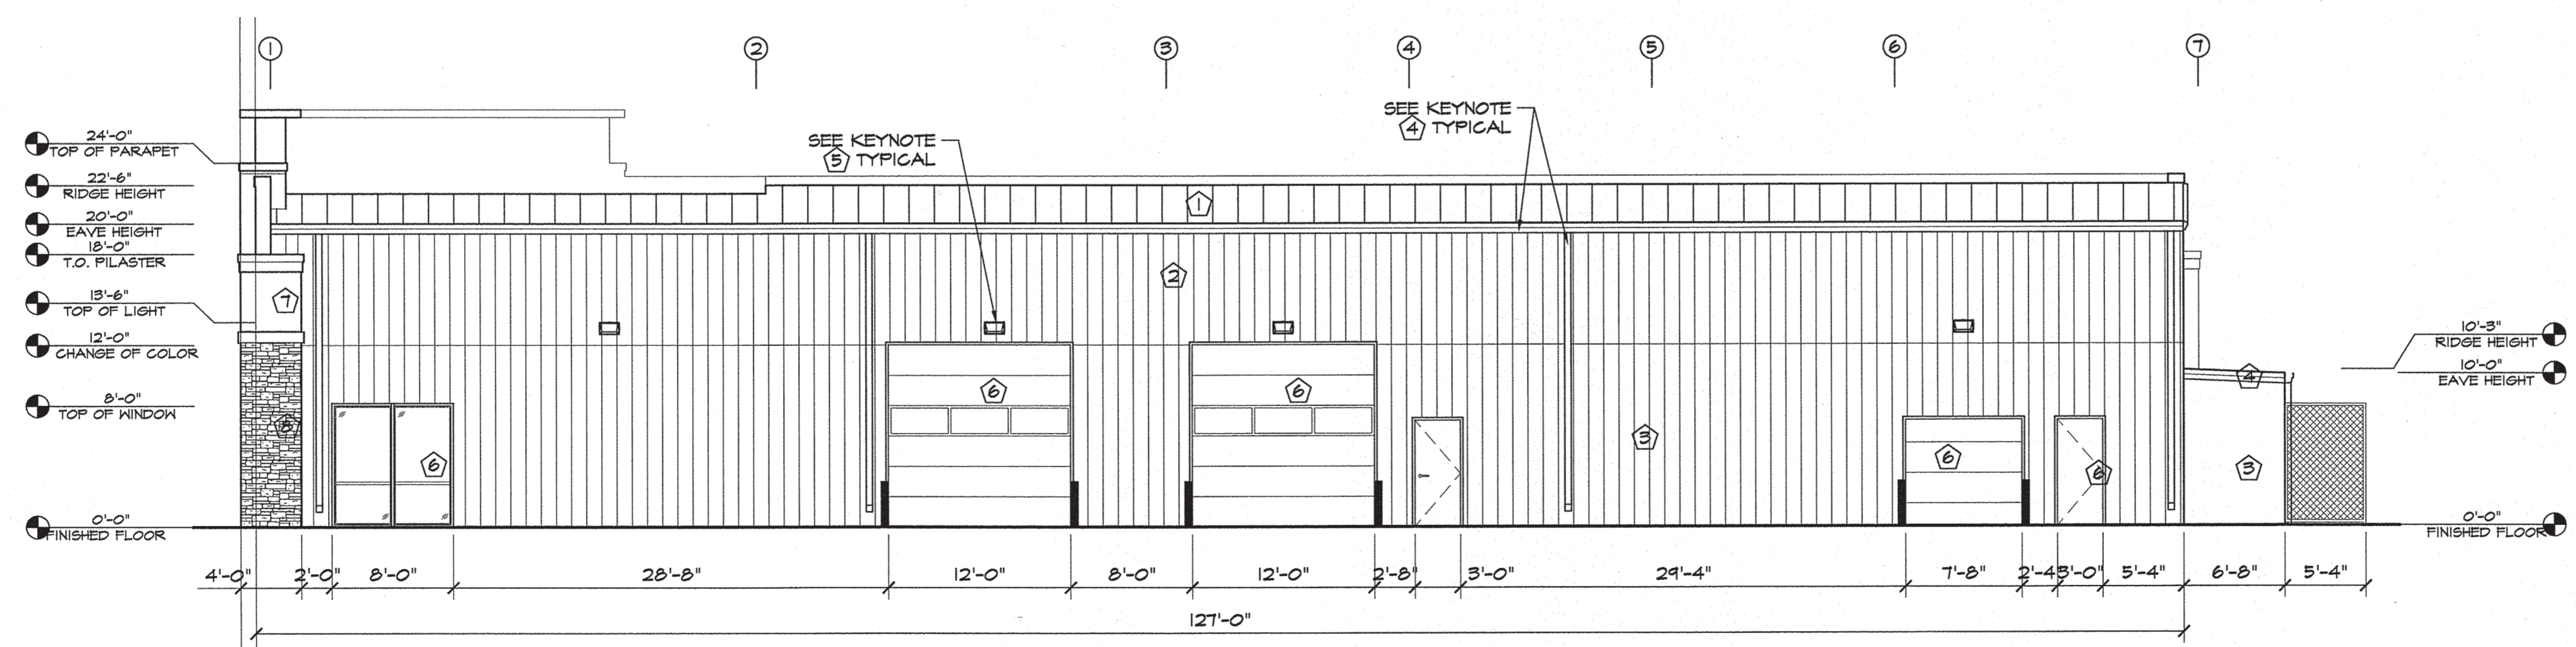 1 2 3 4 5 6 7
SEE KEYNOTE
4 TYPICAL
SEE KEYNOTE
5 TYPICAL
24'-0"
TOP OF PARAPET
22'-6"
RIDGE HEIGHT
20'-0"
EAVE HEIGHT
18'-0"
T.O. PILASTER
13'-6"
TOP OF LIGHT
12'-0"
CHANGE OF COLOR
8'-0"
TOP OF WINDOW
0'-0"
FINISHED FLOOR
1
2
7
6 6
8
6
3
6
6
4
3
10'-3"
RIDGE HEIGHT
10'-0"
EAVE HEIGHT
0'-0"
FINISHED FLOOR
4'-0" 2'-0" 8'-0" 28'-8" 12'-0" 8'-0" 12'-0" 2'-8" 3'-0" 29'-4" 7'-8" 2'-4 3'-0" 5'-4" 6'-8" 5'-4"
127'-0"